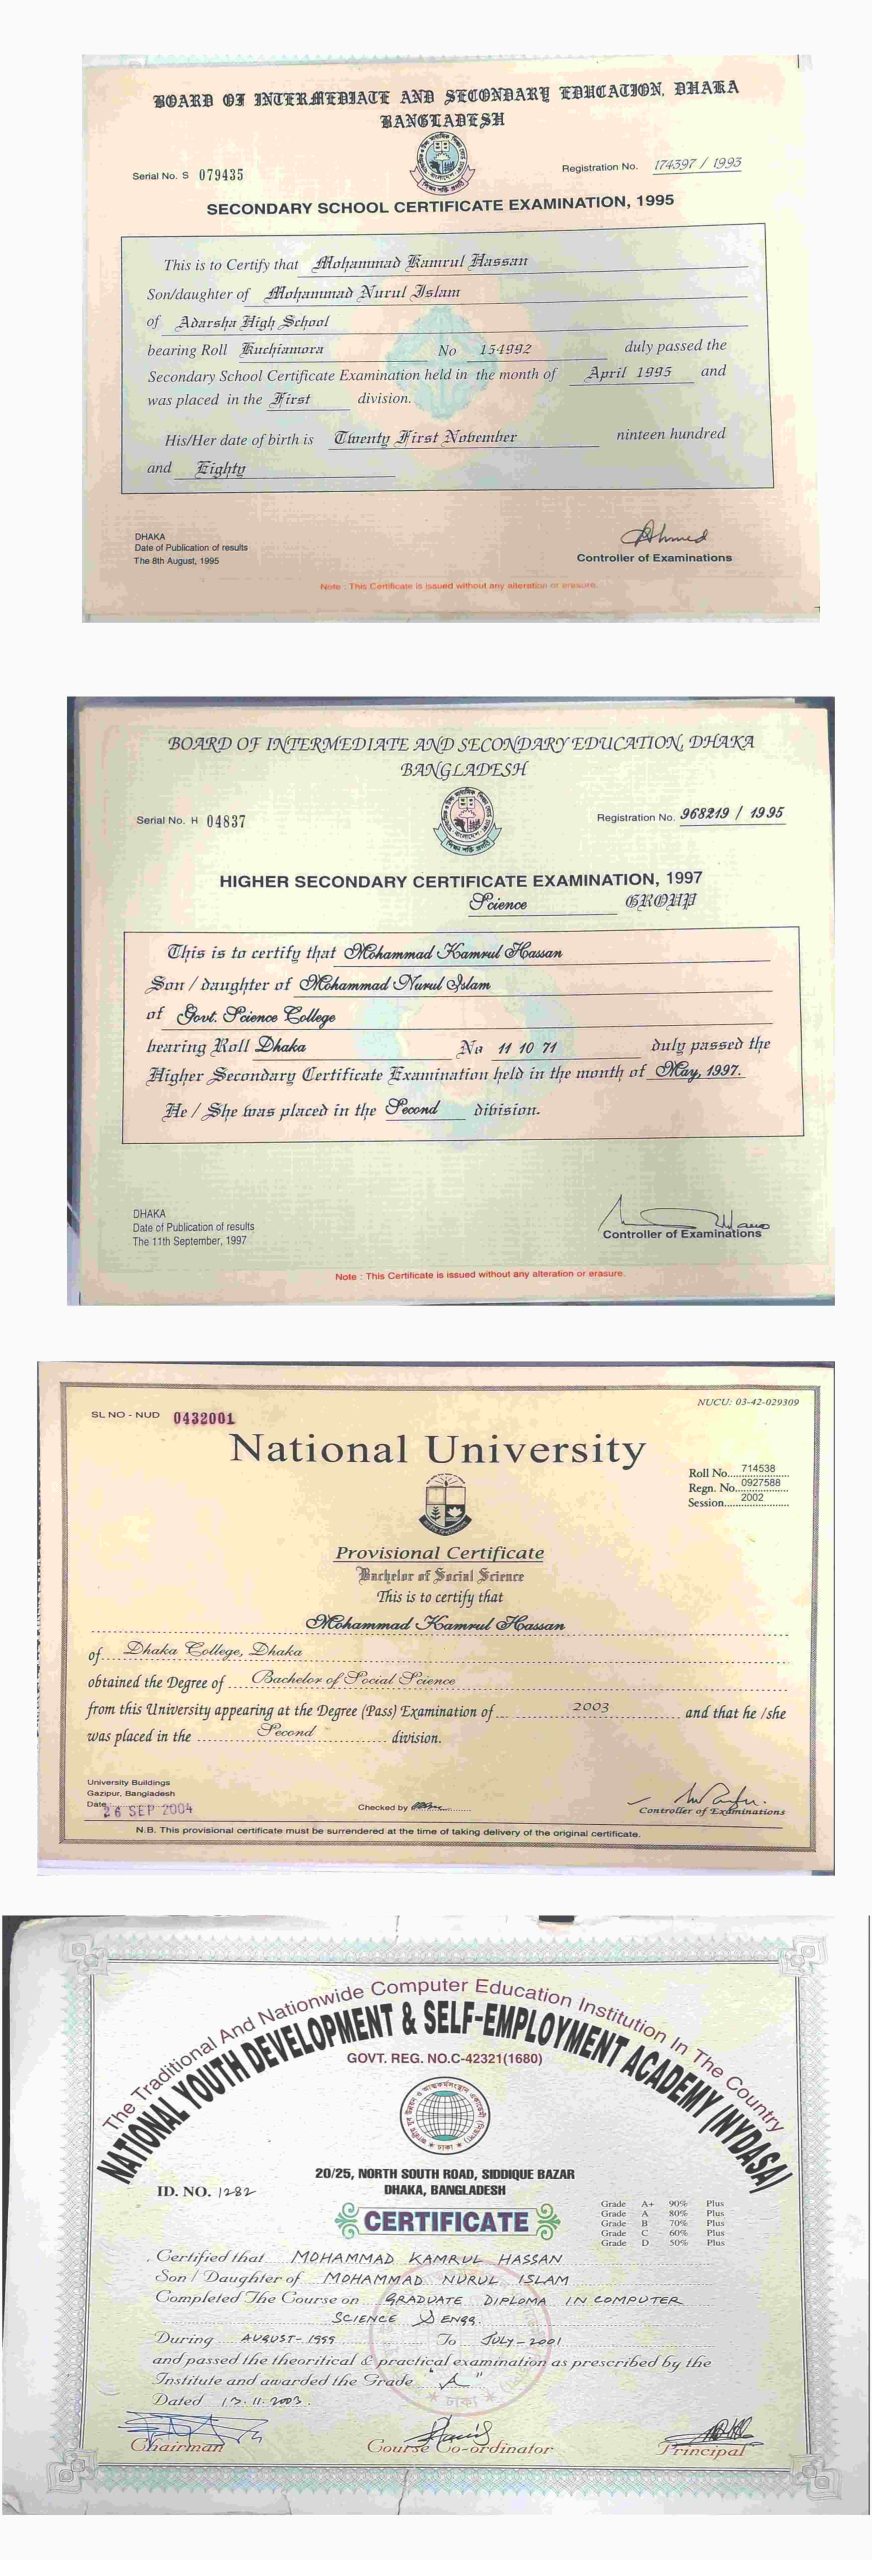 BOARD OF INTERMEDIATE AND SECONDARY EDUCATION, DHAKA
BANGLADESH
Serial No. S 079435
Registration No. 174397 / 1993
SECONDARY SCHOOL CERTIFICATE EXAMINATION, 1995
This is to Certify that Mohammad Kamrul Hassan
Son/daughter of Mohammad Nurul Islam
of Adarsha High School
bearing Roll Kuchiamora No 154992 duly passed the
Secondary School Certificate Examination held in the month of April 1995 and
was placed in the First division.
His/Her date of birth is Twenty First November ninteen hundred
and Eighty
DHAKA
Date of Publication of results
The 8th August, 1995
Ahmed
Controller of Examinations
Note : This Certificate is issued without any alteration or erasure.
BOARD OF INTERMEDIATE AND SECONDARY EDUCATION, DHAKA
BANGLADESH
Serial No. H 04837
Registration No. 968219 / 1995
HIGHER SECONDARY CERTIFICATE EXAMINATION, 1997
Science GROUP
This is to certify that Mohammad Kamrul Hassan
Son / daughter of Mohammad Nurul Islam
of Govt. Science College
bearing Roll Dhaka No 11 10 71 duly passed the
Higher Secondary Certificate Examination held in the month of May, 1997.
He / She was placed in the Second division.
DHAKA
Date of Publication of results
The 11th September, 1997
Controller of Examinations
Note : This Certificate is issued without any alteration or erasure.
SL NO - NUD 0432001
NUCU: 03-42-029309
National University
Roll No. 714538
Regn. No. 0927588
Session 2002
Provisional Certificate
Bachelor of Social Science
This is to certify that
Mohammad Kamrul Hassan
of Dhaka College, Dhaka
obtained the Degree of Bachelor of Social Science
from this University appearing at the Degree (Pass) Examination of 2003 and that he /she
was placed in the Second division.
University Buildings
Gazipur, Bangladesh
Date 26 SEP 2004
Checked by
Controller of Examinations
N.B. This provisional certificate must be surrendered at the time of taking delivery of the original certificate.
The Traditional And Nationwide Computer Education Institution In The Country
NATIONAL YOUTH DEVELOPMENT & SELF-EMPLOYMENT ACADEMY (NYDASA)
GOVT. REG. NO.C-42321(1680)
20/25, NORTH SOUTH ROAD, SIDDIQUE BAZAR
DHAKA, BANGLADESH
ID. NO. 1282
CERTIFICATE
Grade A+ 90% Plus
Grade A 80% Plus
Grade B 70% Plus
Grade C 60% Plus
Grade D 50% Plus
Certified that MOHAMMAD KAMRUL HASSAN
Son / Daughter of MOHAMMAD NURUL ISLAM
Completed The Course on GRADUATE DIPLOMA IN COMPUTER
SCIENCE & ENGG.
During AUGUST-1999 To JULY-2001
and passed the theoritical & practical examination as prescribed by the
Institute and awarded the Grade "A"
Dated 13.11.2003.
Chairman
Course Co-ordinator
Principal